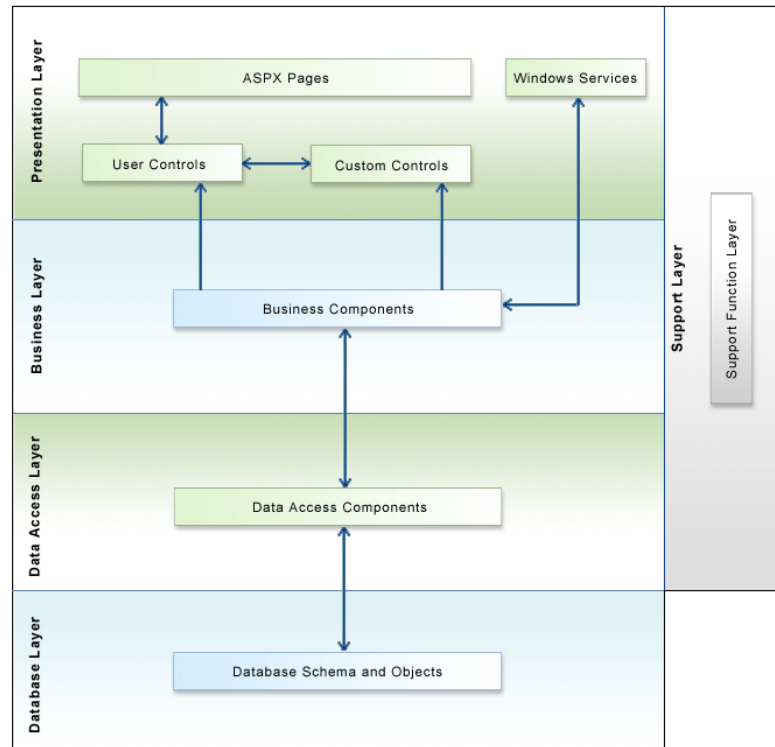 Presentation Layer
ASPX Pages
Windows Services
User Controls
Custom Controls
Business Layer
Business Components
Data Access Layer
Data Access Components
Database Layer
Database Schema and Objects
Support Layer
Support Function Layer